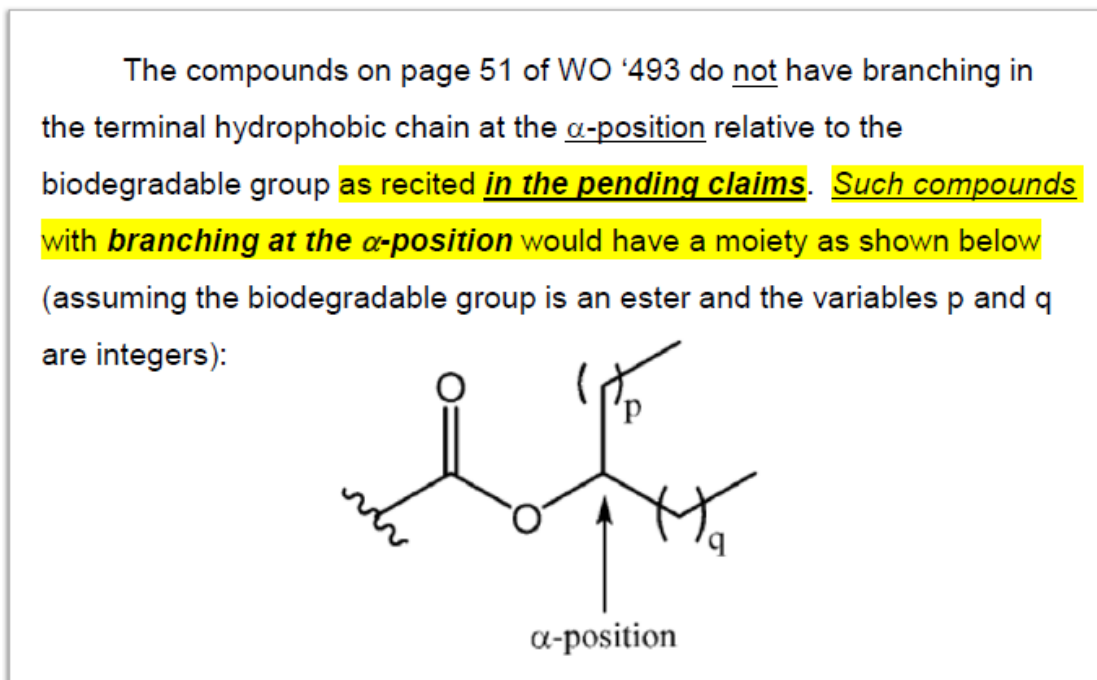 The compounds on page 51 of WO ‘493 do not have branching in
the terminal hydrophobic chain at the α-position relative to the
biodegradable group as recited in the pending claims. Such compounds
with branching at the α-position would have a moiety as shown below
(assuming the biodegradable group is an ester and the variables p and q
are integers):
O
( )p
O
( )q
α-position